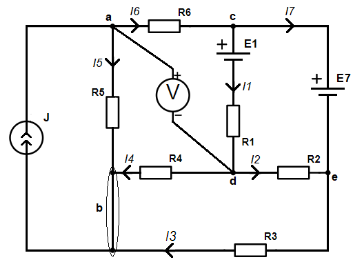 a I6 R6 c I7
+ E1
I5 + V − I1 + E7
R5
J
R1
I4 R4 I2 R2
d e
b
I3 R3